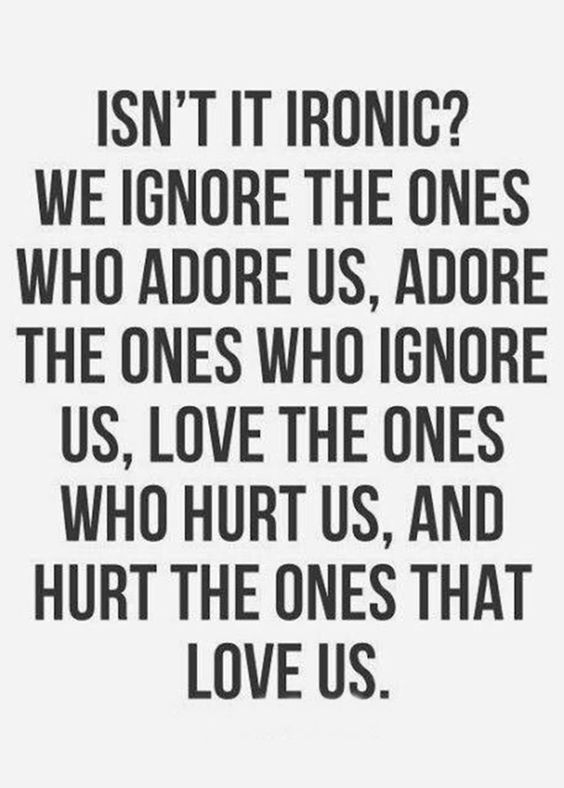 ISN'T IT IRONIC?
WE IGNORE THE ONES
WHO ADORE US, ADORE
THE ONES WHO IGNORE
US, LOVE THE ONES
WHO HURT US, AND
HURT THE ONES THAT
LOVE US.